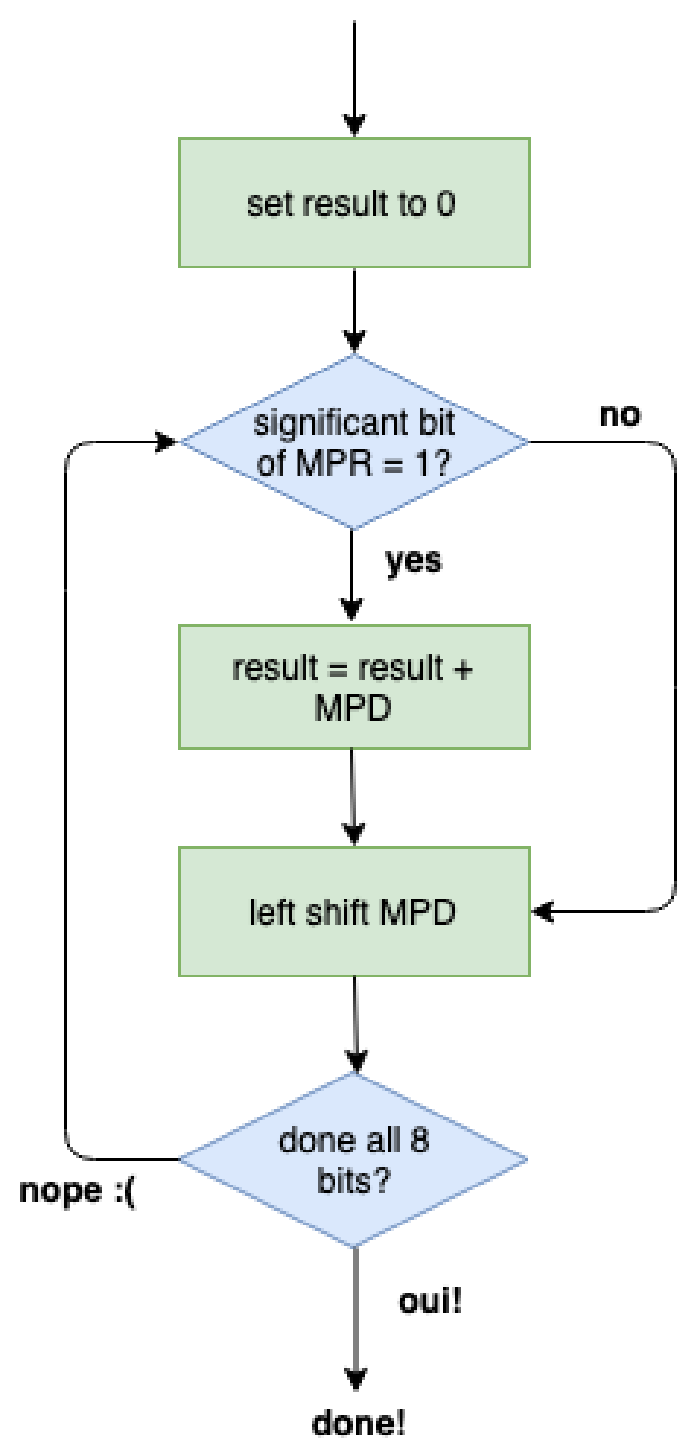 set result to 0
significant bit
of MPR = 1?
no
yes
result = result +
MPD
left shift MPD
done all 8
bits?
nope :(
oui!
done!